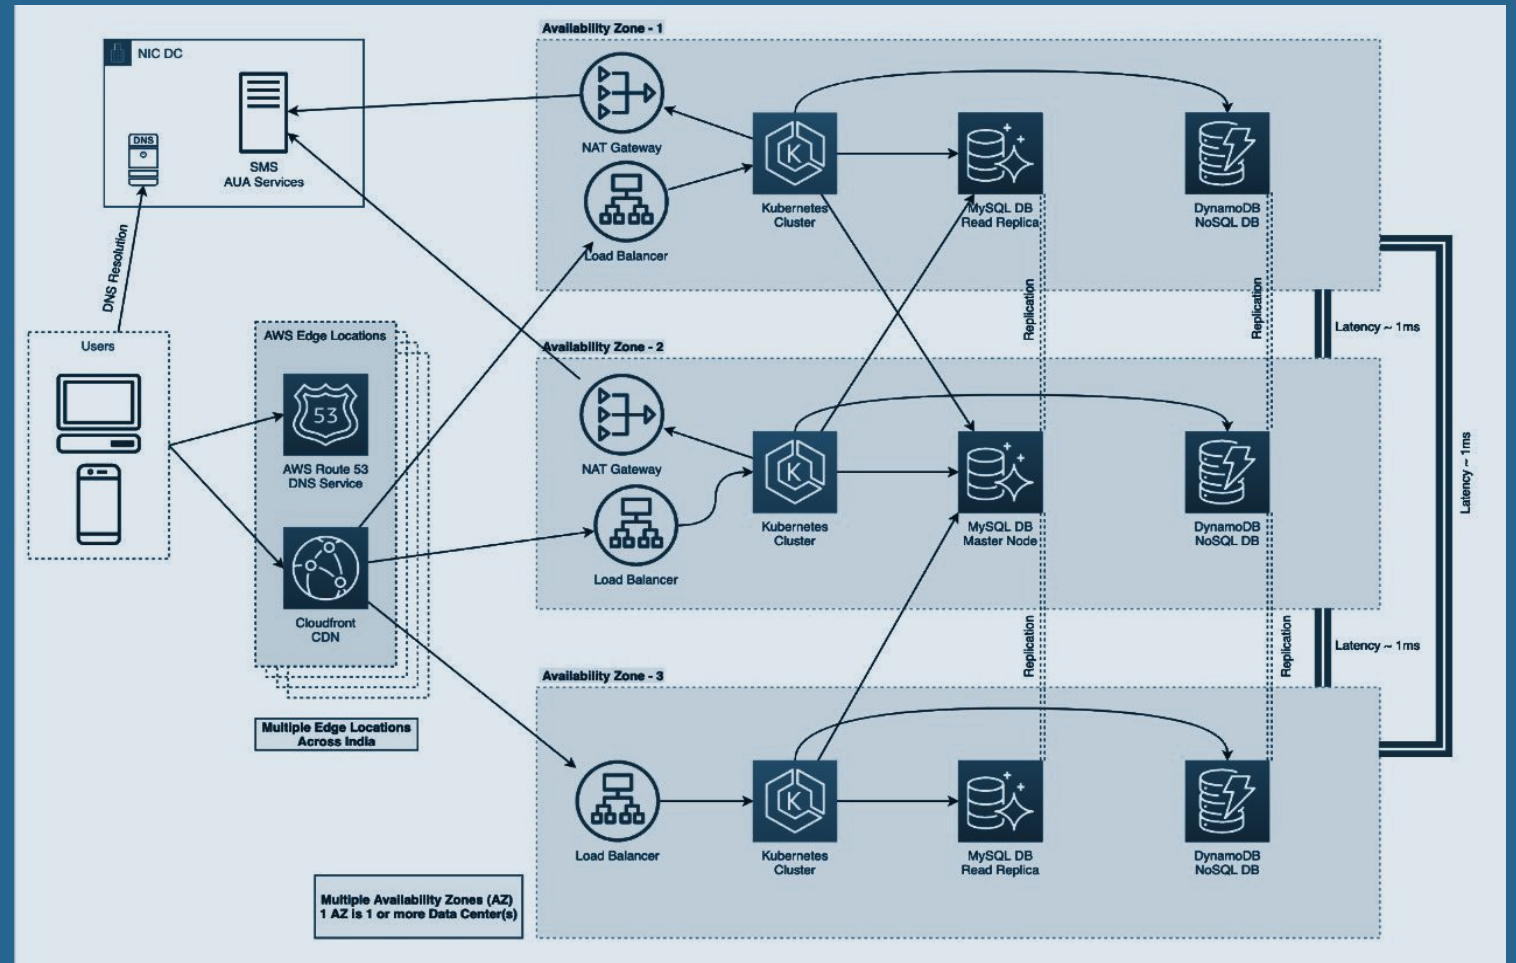 Availability Zone - 1
NIC DC
DNS
SMS
AUA Services
NAT Gateway
Load Balancer
Kubernetes
Cluster
MySQL DB
Read Replica
DynamoDB
NoSQL DB
DNS Resolution
Replication
Replication
Latency ~ 1ms
Users
AWS Edge Locations
53
AWS Route 53
DNS Service
Cloudfront
CDN
Multiple Edge Locations
Across India
Availability Zone - 2
NAT Gateway
Load Balancer
K
Kubernetes
Cluster
MySQL DB
Master Node
DynamoDB
NoSQL DB
Latency ~ 1ms
Replication
Replication
Latency ~ 1ms
Availability Zone - 3
Load Balancer
K
Kubernetes
Cluster
MySQL DB
Read Replica
DynamoDB
NoSQL DB
Multiple Availability Zones (AZ)
1 AZ is 1 or more Data Center(s)
K